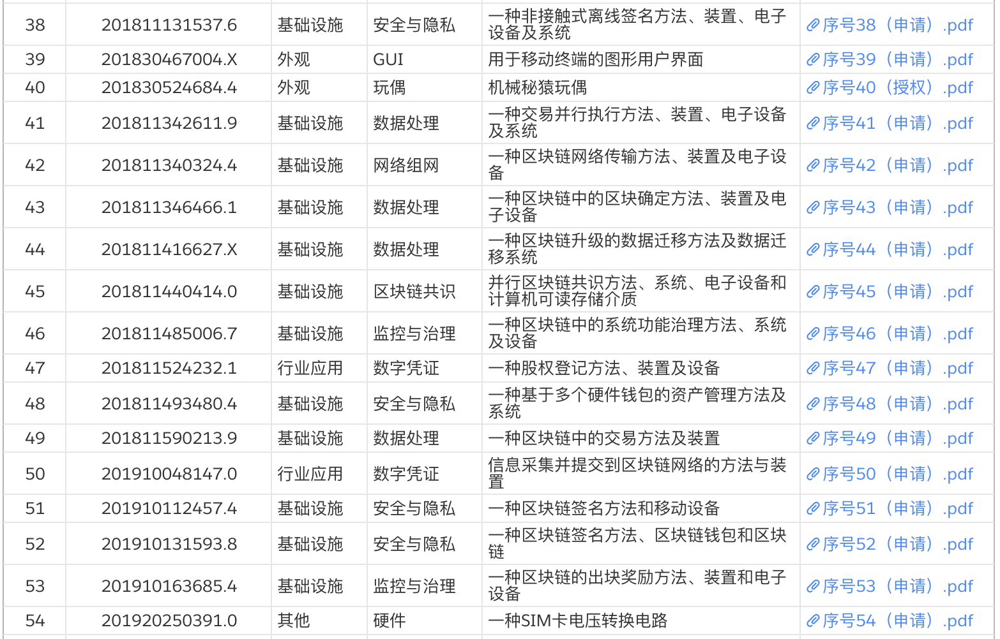 38 201811131537.6 基础设施 安全与隐私 一种非接触式离线签名方法、装置、电子
设备及系统 序号38（申请）.pdf
39 201830467004.X 外观 GUI 用于移动终端的图形用户界面 序号39（申请）.pdf
40 201830524684.4 外观 玩偶 机械秘猿玩偶 序号40（授权）.pdf
41 201811342611.9 基础设施 数据处理 一种交易并行执行方法、装置、电子设备
及系统 序号41（申请）.pdf
42 201811340324.4 基础设施 网络组网 一种区块链网络传输方法、装置及电子设
备 序号42（申请）.pdf
43 201811346466.1 基础设施 数据处理 一种区块链中的区块确定方法、装置及电
子设备 序号43（申请）.pdf
44 201811416627.X 基础设施 数据处理 一种区块链升级的数据迁移方法及数据迁
移系统 序号44（申请）.pdf
45 201811440414.0 基础设施 区块链共识 并行区块链共识方法、系统、电子设备和
计算机可读存储介质 序号45（申请）.pdf
46 201811485006.7 基础设施 监控与治理 一种区块链中的系统功能治理方法、系统
及设备 序号46（申请）.pdf
47 201811524232.1 行业应用 数字凭证 一种股权登记方法、装置及设备 序号47（申请）.pdf
48 201811493480.4 基础设施 安全与隐私 一种基于多个硬件钱包的资产管理方法及
系统 序号48（申请）.pdf
49 201811590213.9 基础设施 数据处理 一种区块链中的交易方法及装置 序号49（申请）.pdf
50 201910048147.0 行业应用 数字凭证 信息采集并提交到区块链网络的方法与装
置 序号50（申请）.pdf
51 201910112457.4 基础设施 安全与隐私 一种区块链签名方法和移动设备 序号51（申请）.pdf
52 201910131593.8 基础设施 安全与隐私 一种区块链签名方法、区块链钱包和区块
链 序号52（申请）.pdf
53 201910163685.4 基础设施 监控与治理 一种区块链的出块奖励方法、装置和电子
设备 序号53（申请）.pdf
54 201920250391.0 其他 硬件 一种SIM卡电压转换电路 序号54（申请）.pdf